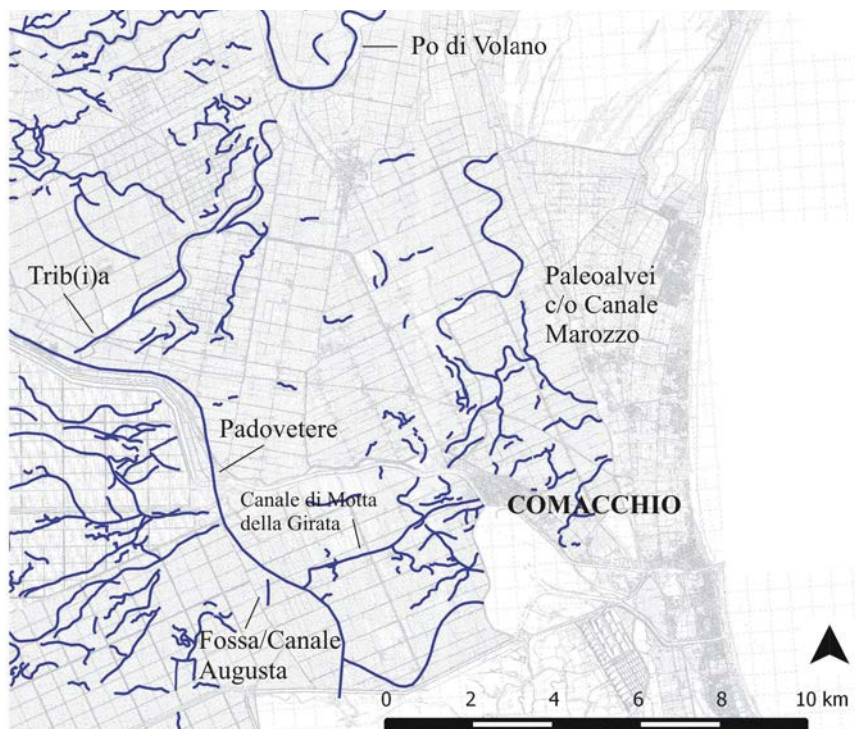 Po di Volano
Trib(i)a
Paleoalvei
c/o Canale
Marozzo
Padovetere
Canale di Motta
della Girata
COMACCHIO
Fossa/Canale
Augusta
0 2 4 6 8 10 km